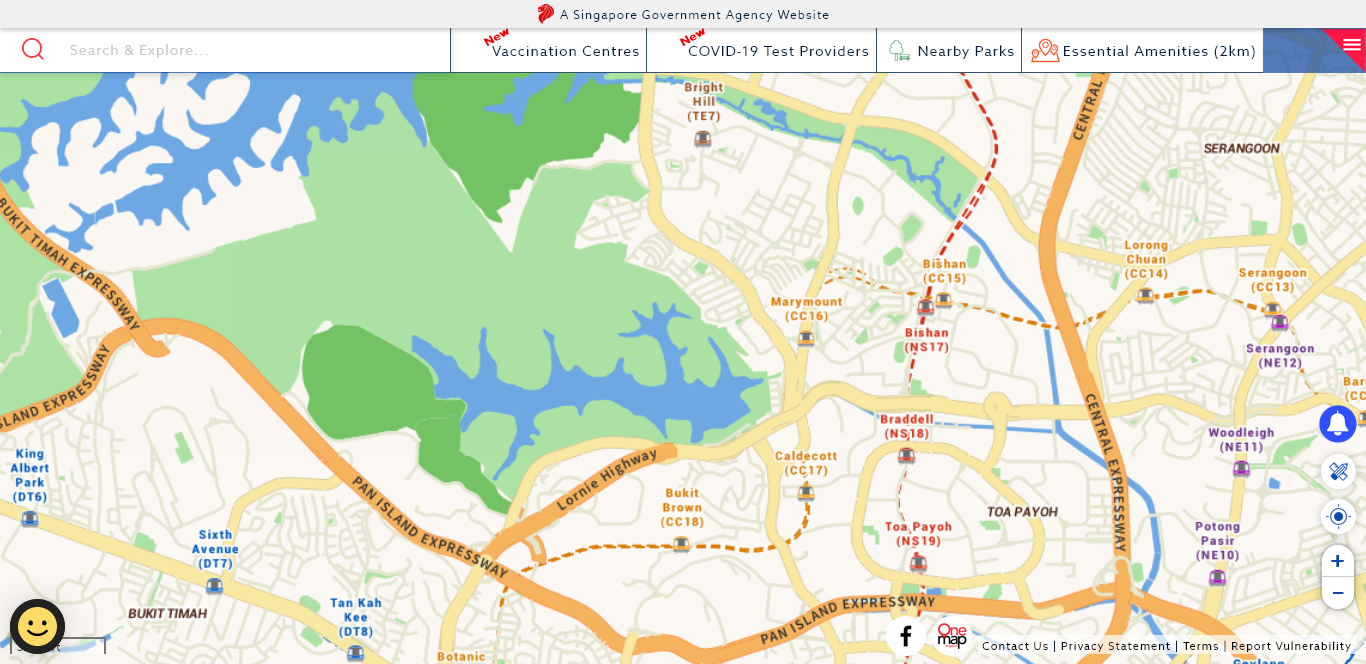 A Singapore Government Agency Website
Search & Explore...
New
Vaccination Centres
New
COVID-19 Test Providers
Nearby Parks
Essential Amenities (2km)
Bright
Hill
(TE7)
CENTRAL
SERANGOON
BUKIT TIMAH EXPRESSWAY
Lorong
Chuan
(CC14)
Bishan
(CC15)
Serangoon
(CC13)
Marymount
(CC16)
Bishan
(NS17)
Serangoon
(NE12)
SLAND EXPRESSWAY
CENTRAL EXPRESSWAY
Braddell
(NS18)
Woodleigh
(NE11)
King
Albert
Park
(DT6)
Lornie Highway
Caldecott
(CC17)
Bukit
Brown
(CC18)
PAN ISLAND EXPRESSWAY
TOA PAYOH
Toa Payoh
(NS19)
Potong
Pasir
(NE10)
Sixth
Avenue
(DT7)
BUKIT TIMAH
Tan Kah
Kee
(DT8)
PAN ISLAND EXPRESSWAY
Botanic
One
map
Contact Us | Privacy Statement | Terms | Report Vulnerability